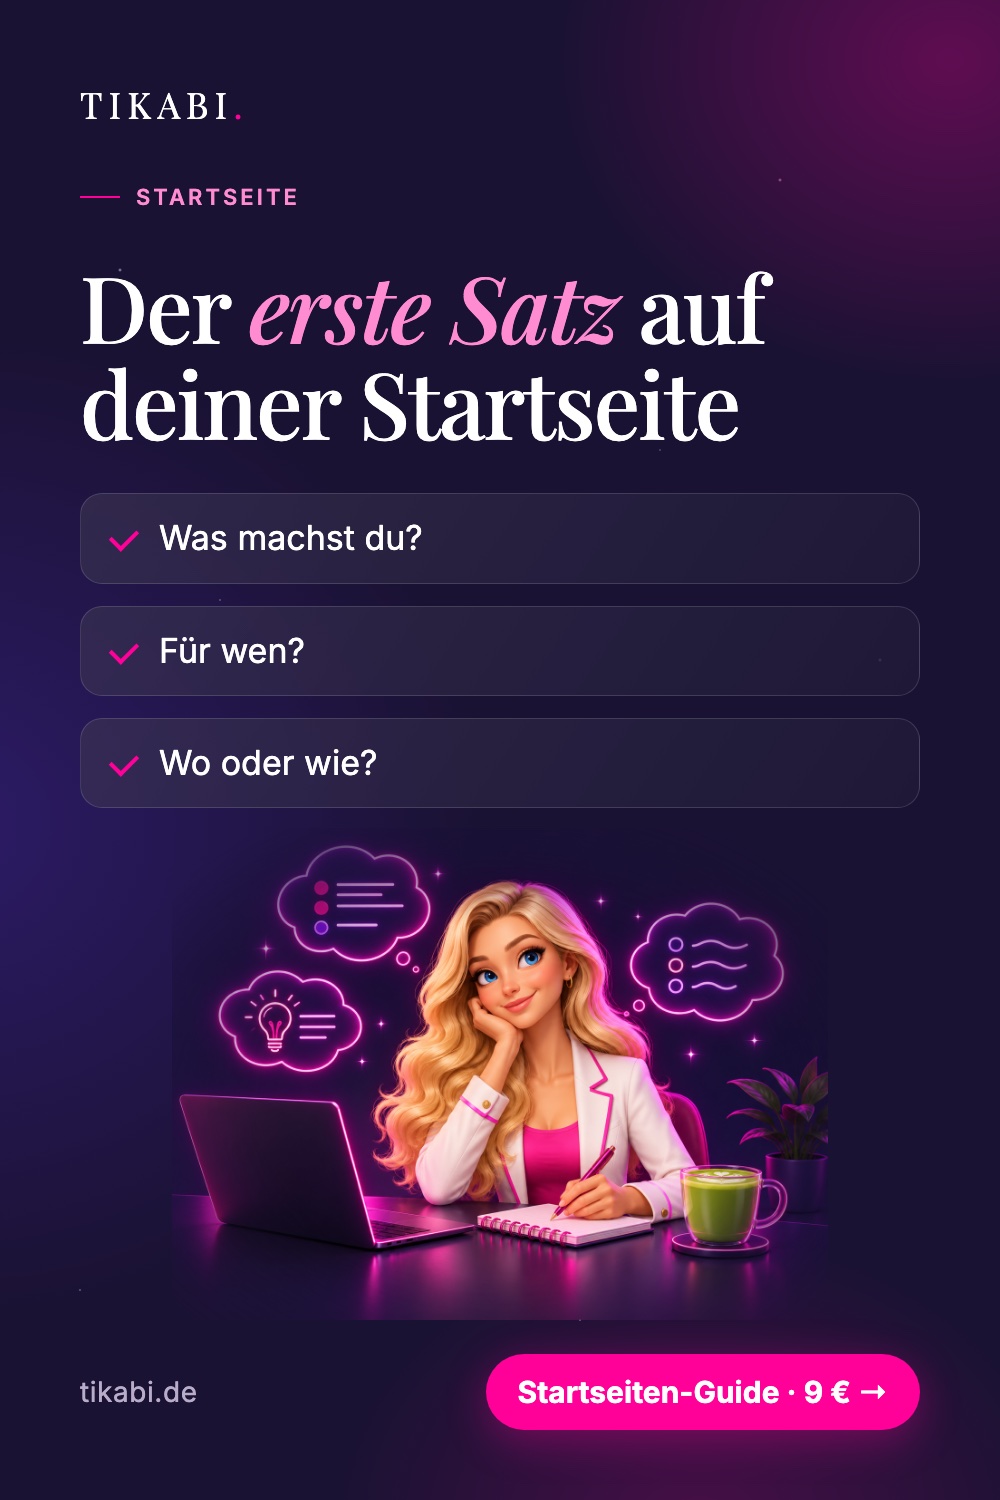 TIKABI.
STARTSEITE
Der erste Satz auf
deiner Startseite
Was machst du?
Für wen?
Wo oder wie?
tikabi.de
Startseiten-Guide · 9 € →